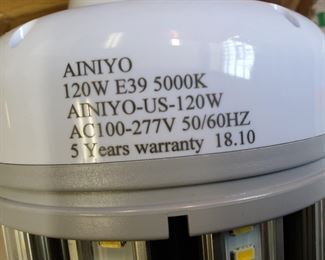 AINIYO
120W E39 5000K
AINIYO-US-120W
AC100-277V 50/60HZ
5 Years warranty 18.10